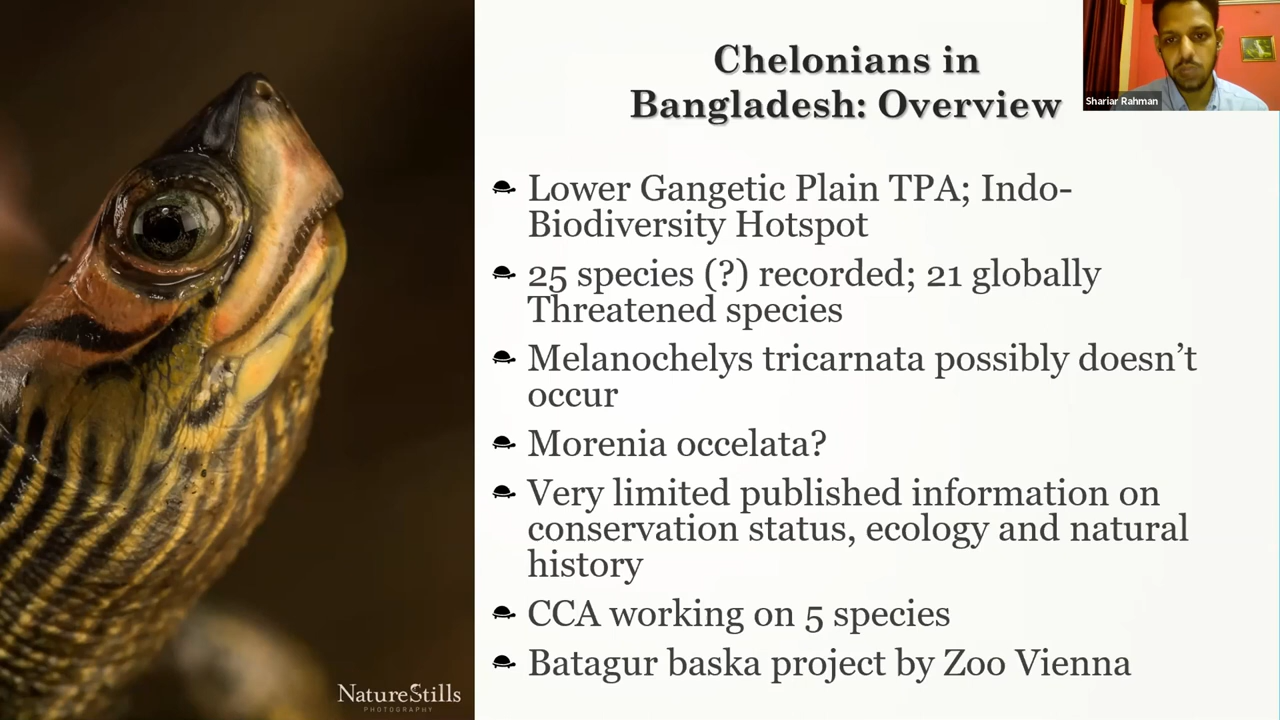 Chelonians in
Bangladesh: Overview
Shariar Rahman
Lower Gangetic Plain TPA; Indo-
Biodiversity Hotspot
25 species (?) recorded; 21 globally
Threatened species
Melanochelys tricarnata possibly doesn’t
occur
Morenia occelata?
Very limited published information on
conservation status, ecology and natural
history
CCA working on 5 species
Batagur baska project by Zoo Vienna
NatureStills
PHOTOGRAPHY